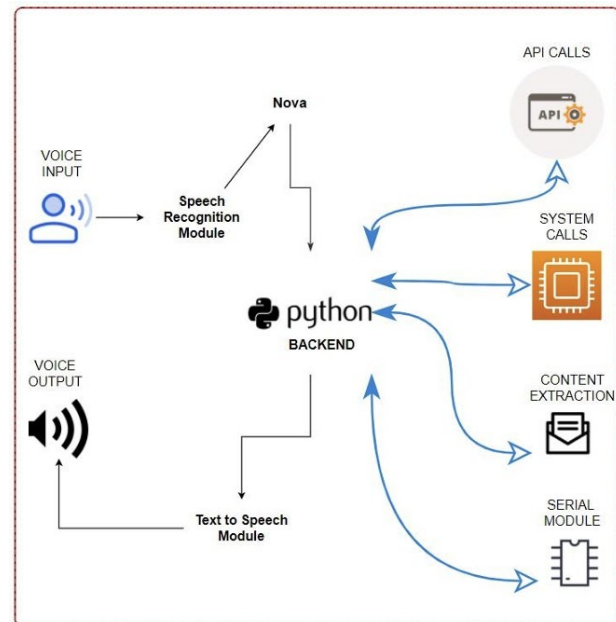 API CALLS
API
Nova
VOICE
INPUT
Speech
Recognition
Module
SYSTEM
CALLS
python
BACKEND
VOICE
OUTPUT
CONTENT
EXTRACTION
Text to Speech
Module
SERIAL
MODULE